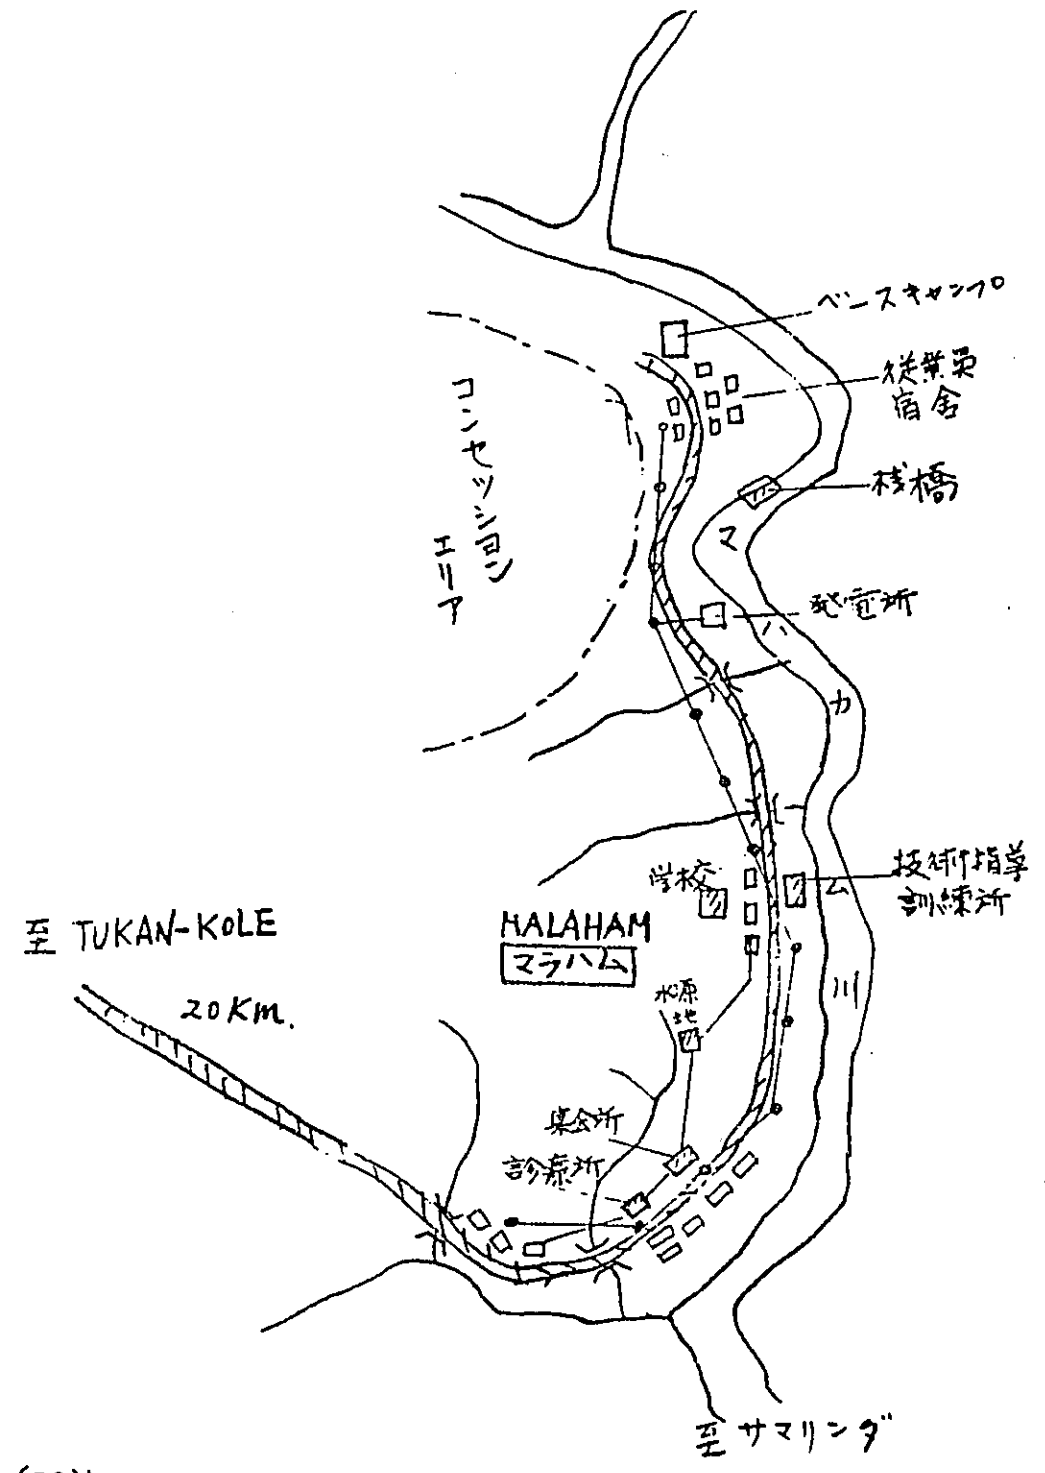 ベースキャンプ
従業員
宿舎
コンセッション
エリア
桟橋
マハカム川
発電所
技術指導
訓練所
学校
至 TUKAN-KOLE
20Km.
MALAHAM
マラハム
水源
地
集会所
診療所
至サマリンダ